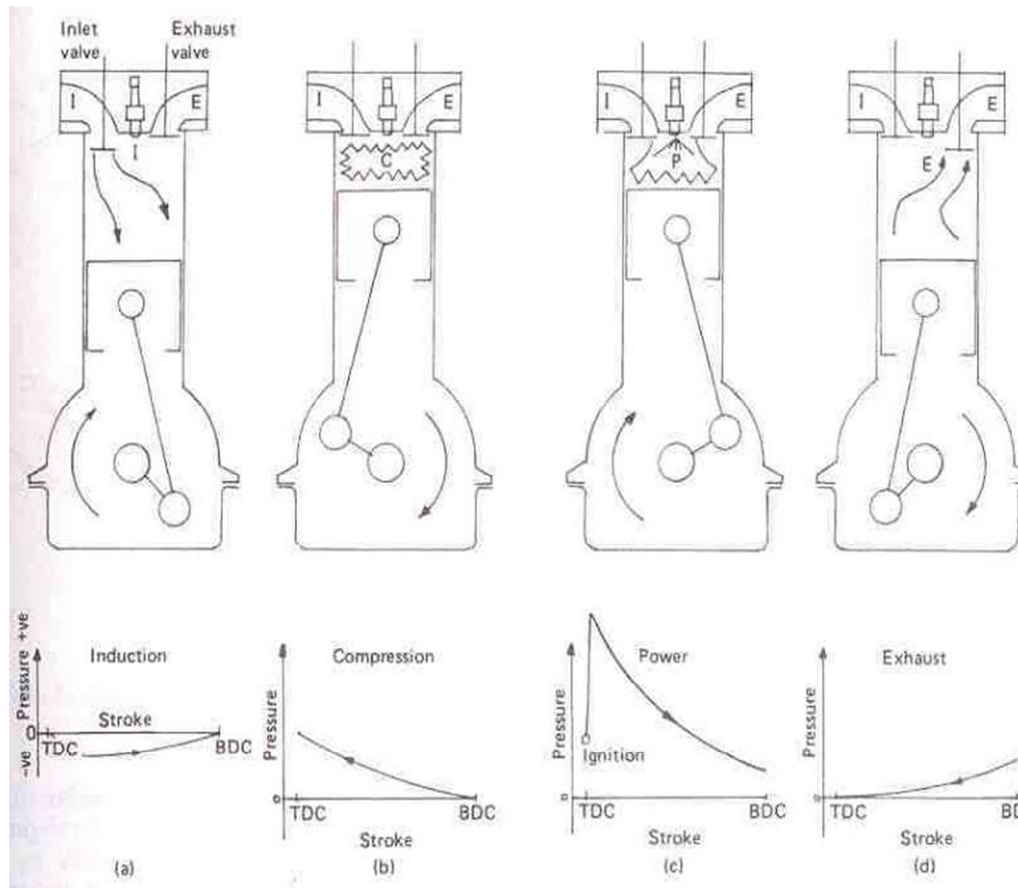 Inlet
valve
Exhaust
valve
I
E
I
I
E
C
I
E
P
I
E
E
−ve Pressure +ve
Induction
0
Stroke
TDC
BDC
(a)
Pressure
Compression
0
TDC
BDC
Stroke
(b)
Pressure
Power
Ignition
0
TDC
BDC
Stroke
(c)
Pressure
Exhaust
0
TDC
BD
Stroke
(d)